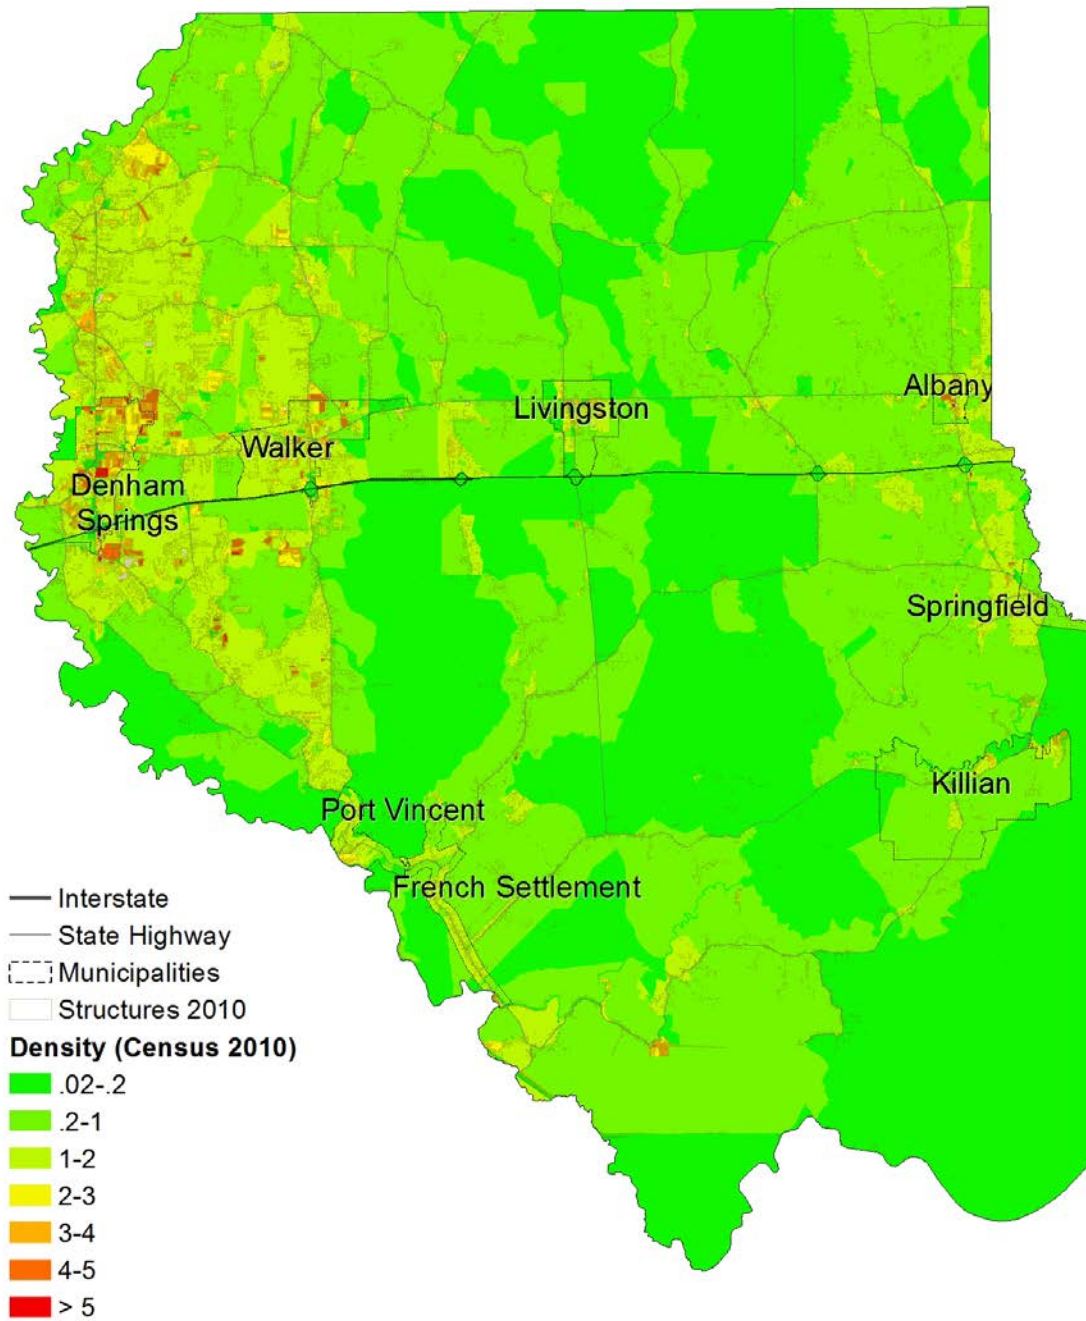 Albany
Livingston
Walker
Denham
Springs
Springfield
Killian
Port Vincent
French Settlement
Interstate
State Highway
Municipalities
Structures 2010
Density (Census 2010)
.02-.2
.2-1
1-2
2-3
3-4
4-5
> 5